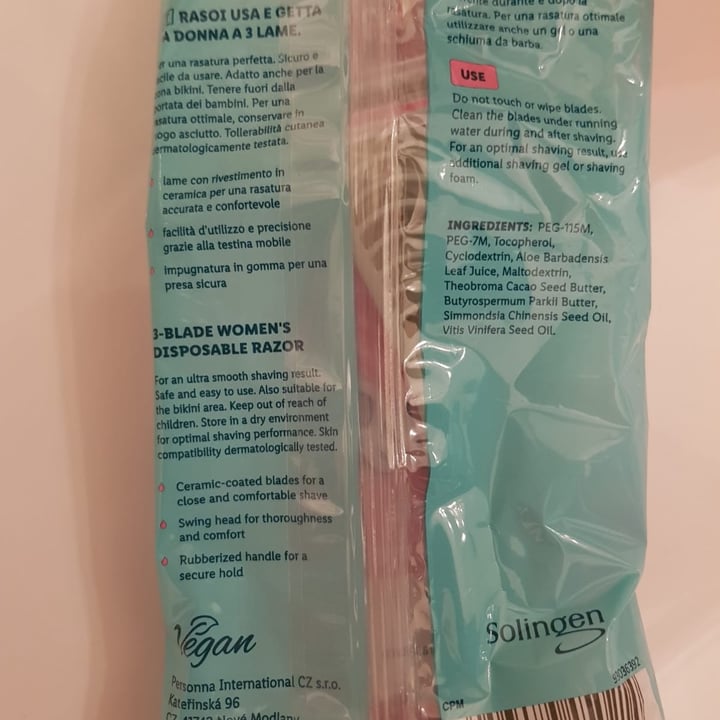 RASOI USA E GETTA
DA DONNA A 3 LAME.
una rasatura perfetta. Sicuro e
da usare. Adatto anche per la
bikini. Tenere fuori dalla
dei bambini. Per una
ottimale, conservare in
asciutto. Tollerabilità cutanea
testata.
lame con rivestimento in
ceramica per una rasatura
accurata e confortevole
facilità d'utilizzo e precisione
grazie alla testina mobile
impugnatura in gomma per una
presa sicura
3-BLADE WOMEN'S
DISPOSABLE RAZOR
For an ultra smooth shaving result.
Safe and easy to use. Also suitable for
the bikini area. Keep out of reach of
children. Store in a dry environment
for optimal shaving performance. Skin
compatibility dermatologically tested.
Ceramic-coated blades for a
close and comfortable shave
Swing head for thoroughness
and comfort
Rubberized handle for a
secure hold
Vegan
Personna International CZ s.r.o.
Kateřinská 96
CZ-41742 Nové Modlany
durante e dopo la
rasatura. Per una rasatura ottimale
utilizzare anche un gel o una
schiuma da barba.
USE
Do not touch or wipe blades.
Clean the blades under running
water during and after shaving.
For an optimal shaving result, use
additional shaving gel or shaving
foam.
INGREDIENTS: PEG-115M,
PEG-7M, Tocopherol,
Cyclodextrin, Aloe Barbadensis
Leaf Juice, Maltodextrin,
Theobroma Cacao Seed Butter,
Butyrospermum Parkii Butter,
Simmondsia Chinensis Seed Oil,
Vitis Vinifera Seed Oil.
Solingen
CPM